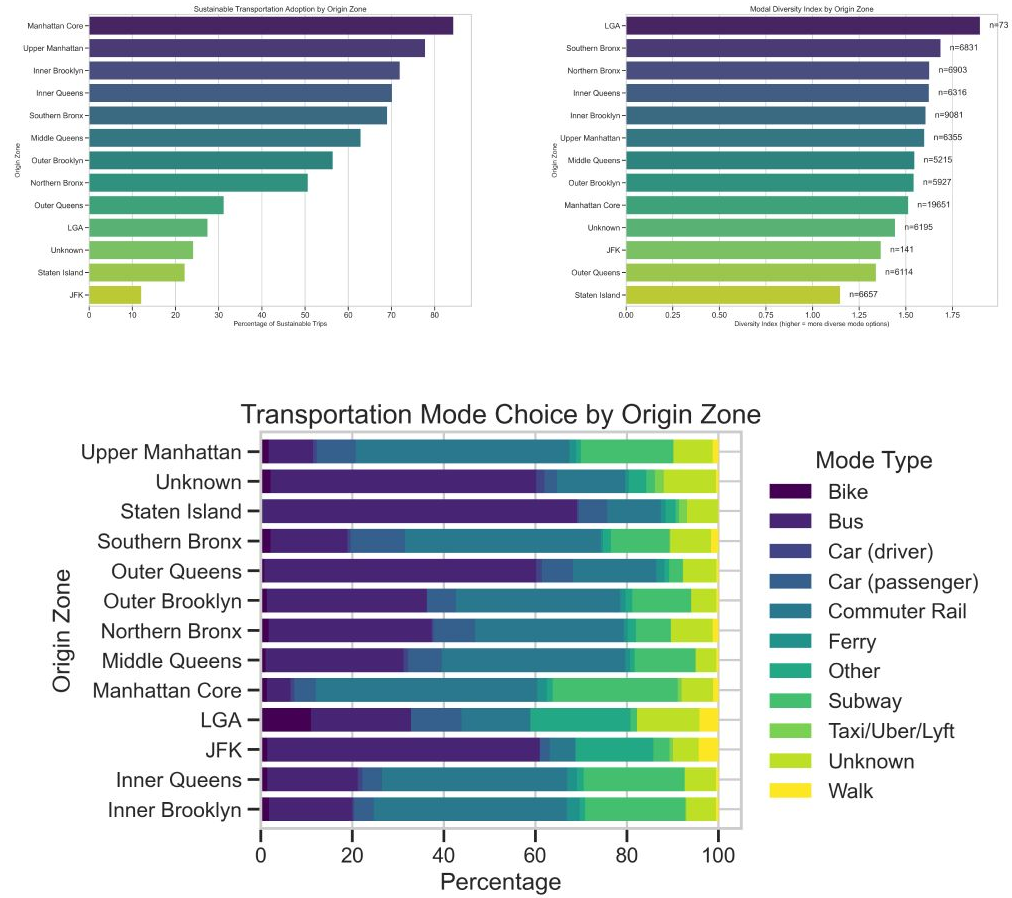 Sustainable Transportation Adoption by Origin Zone
Origin Zone
Manhattan Core
Upper Manhattan
Inner Brooklyn
Inner Queens
Southern Bronx
Middle Queens
Outer Brooklyn
Northern Bronx
Outer Queens
LGA
Unknown
Staten Island
JFK
0 10 20 30 40 50 60 70 80
Percentage of Sustainable Trips
Modal Diversity Index by Origin Zone
Origin Zone
LGA n=73
Southern Bronx n=6831
Northern Bronx n=6903
Inner Queens n=6316
Inner Brooklyn n=9081
Upper Manhattan n=6355
Middle Queens n=5215
Outer Brooklyn n=5927
Manhattan Core n=19651
Unknown n=6195
JFK n=141
Outer Queens n=6114
Staten Island n=6657
0.00 0.25 0.50 0.75 1.00 1.25 1.50 1.75
Diversity Index (higher = more diverse mode options)
Transportation Mode Choice by Origin Zone
Origin Zone
Upper Manhattan
Unknown
Staten Island
Southern Bronx
Outer Queens
Outer Brooklyn
Northern Bronx
Middle Queens
Manhattan Core
LGA
JFK
Inner Queens
Inner Brooklyn
0 20 40 60 80 100
Percentage
Mode Type
Bike
Bus
Car (driver)
Car (passenger)
Commuter Rail
Ferry
Other
Subway
Taxi/Uber/Lyft
Unknown
Walk